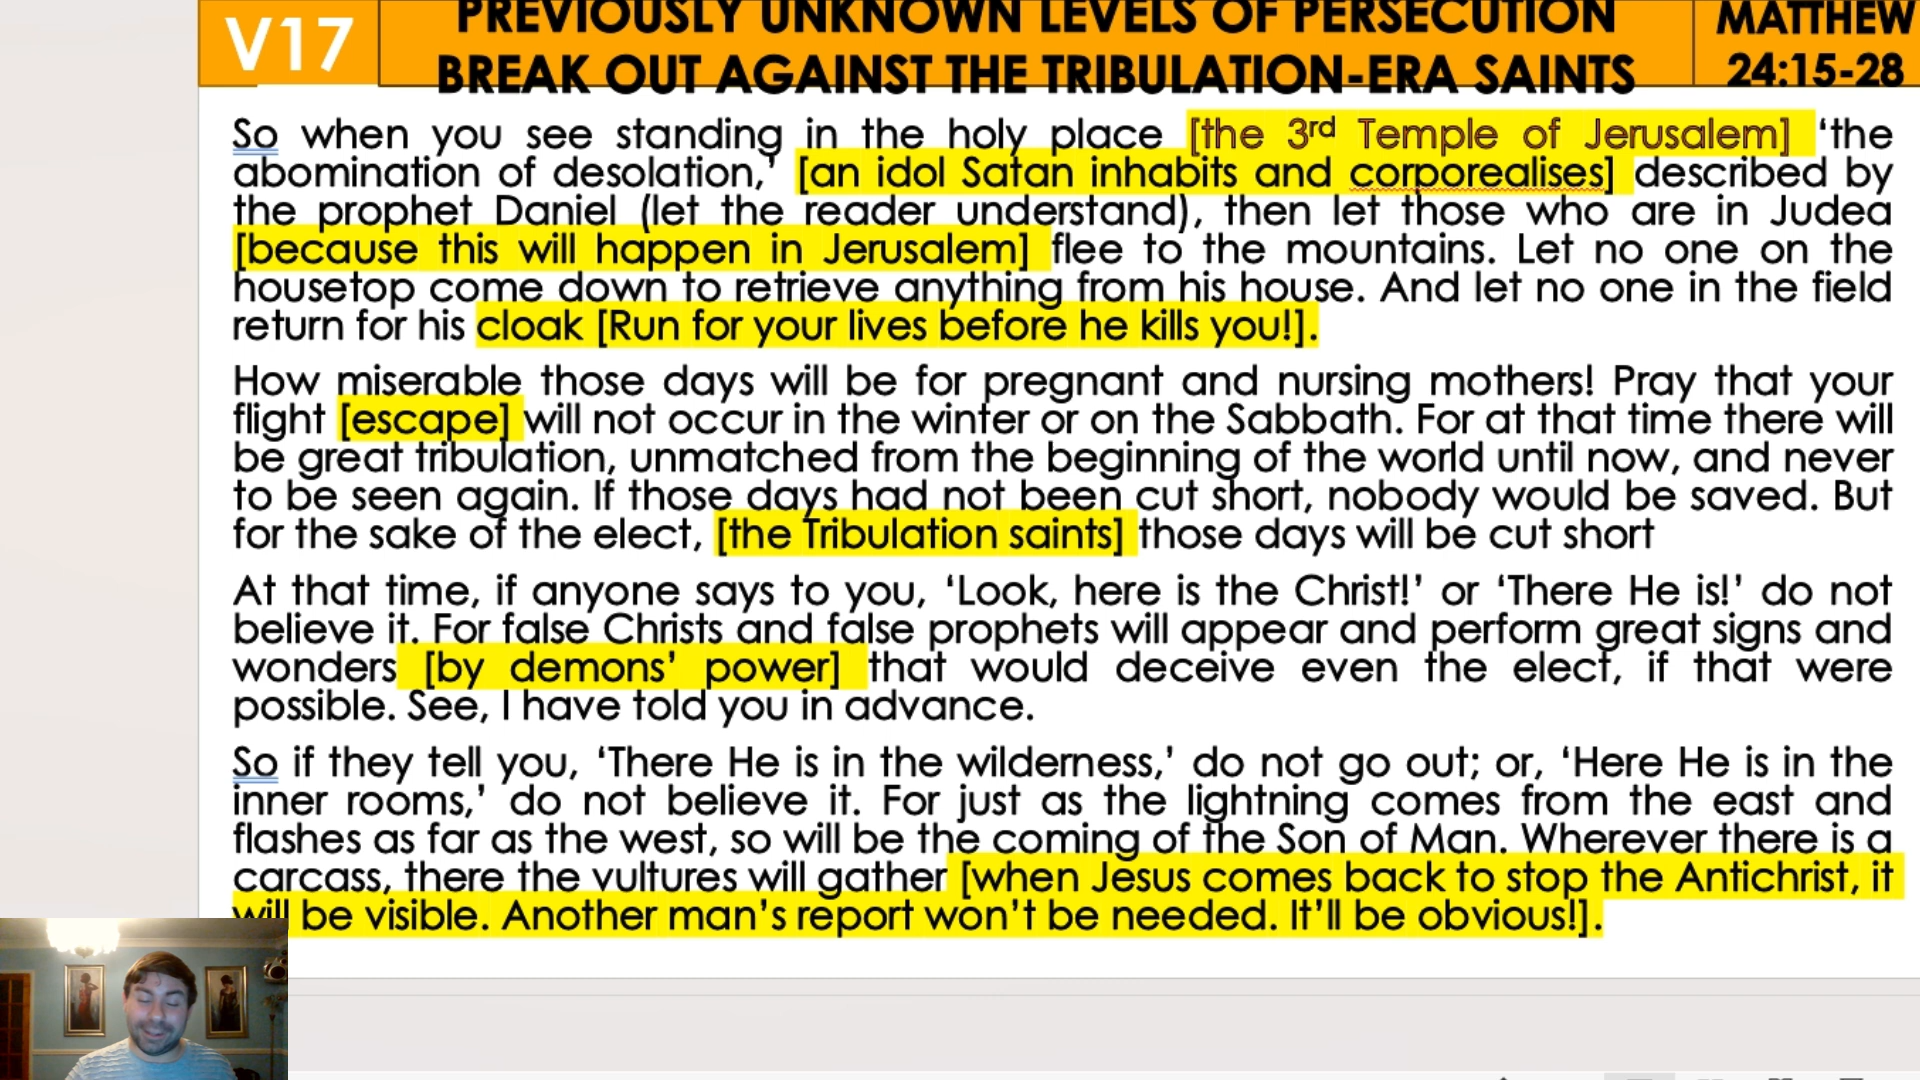 V17
PREVIOUSLY UNKNOWN LEVELS OF PERSECUTION
BREAK OUT AGAINST THE TRIBULATION-ERA SAINTS
MATTHEW
24:15-28
So when you see standing in the holy place [the 3rd Temple of Jerusalem] ‘the
abomination of desolation,’ [an idol Satan inhabits and corporealises] described by
the prophet Daniel (let the reader understand), then let those who are in Judea
[because this will happen in Jerusalem] flee to the mountains. Let no one on the
housetop come down to retrieve anything from his house. And let no one in the field
return for his cloak [Run for your lives before he kills you!].
How miserable those days will be for pregnant and nursing mothers! Pray that your
flight [escape] will not occur in the winter or on the Sabbath. For at that time there will
be great tribulation, unmatched from the beginning of the world until now, and never
to be seen again. If those days had not been cut short, nobody would be saved. But
for the sake of the elect, [the Tribulation saints] those days will be cut short
At that time, if anyone says to you, ‘Look, here is the Christ!’ or ‘There He is!’ do not
believe it. For false Christs and false prophets will appear and perform great signs and
wonders [by demons’ power] that would deceive even the elect, if that were
possible. See, I have told you in advance.
So if they tell you, ‘There He is in the wilderness,’ do not go out; or, ‘Here He is in the
inner rooms,’ do not believe it. For just as the lightning comes from the east and
flashes as far as the west, so will be the coming of the Son of Man. Wherever there is a
carcass, there the vultures will gather [when Jesus comes back to stop the Antichrist, it
will be visible. Another man’s report won’t be needed. It’ll be obvious!].